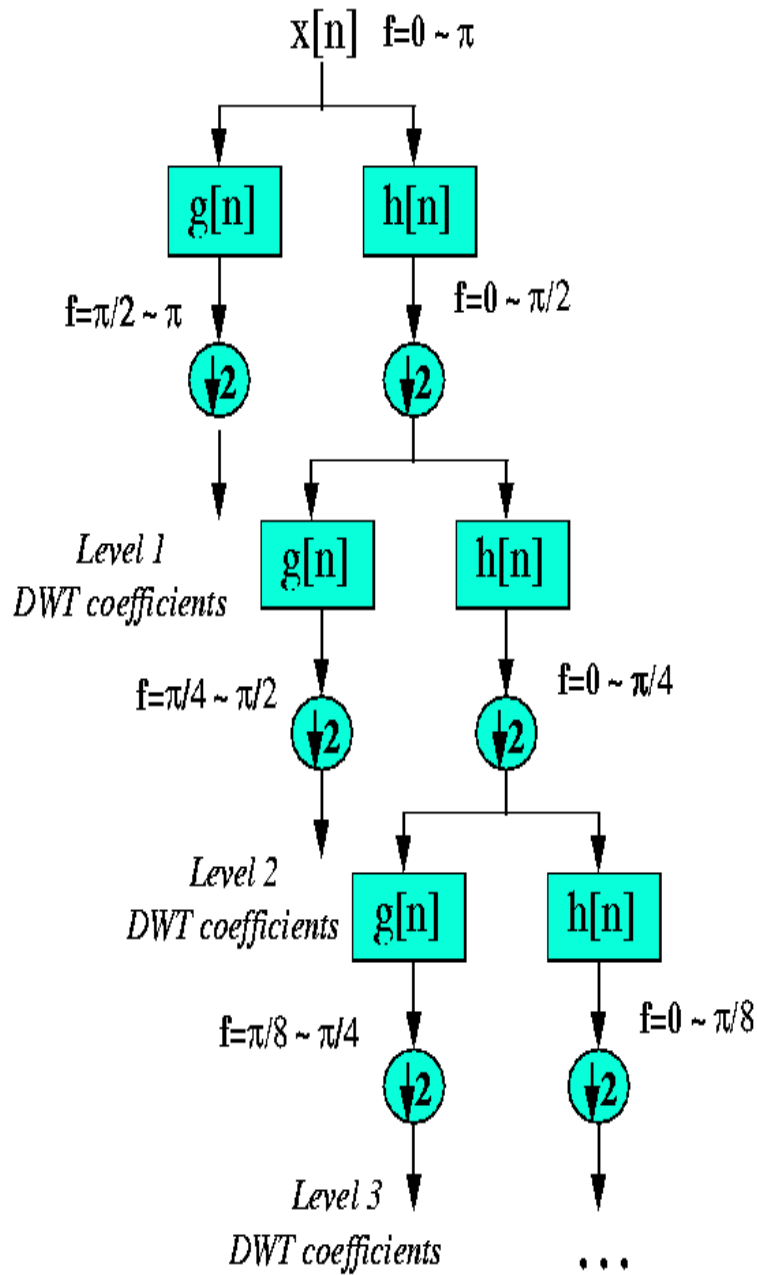 x[n] f=0 ~ π
g[n] h[n]
f=π/2 ~ π f=0 ~ π/2
2 2
Level 1
DWT coefficients
g[n] h[n]
f=π/4 ~ π/2 f=0 ~ π/4
2 2
Level 2
DWT coefficients
g[n] h[n]
f=π/8 ~ π/4 f=0 ~ π/8
2 2
Level 3
DWT coefficients
...